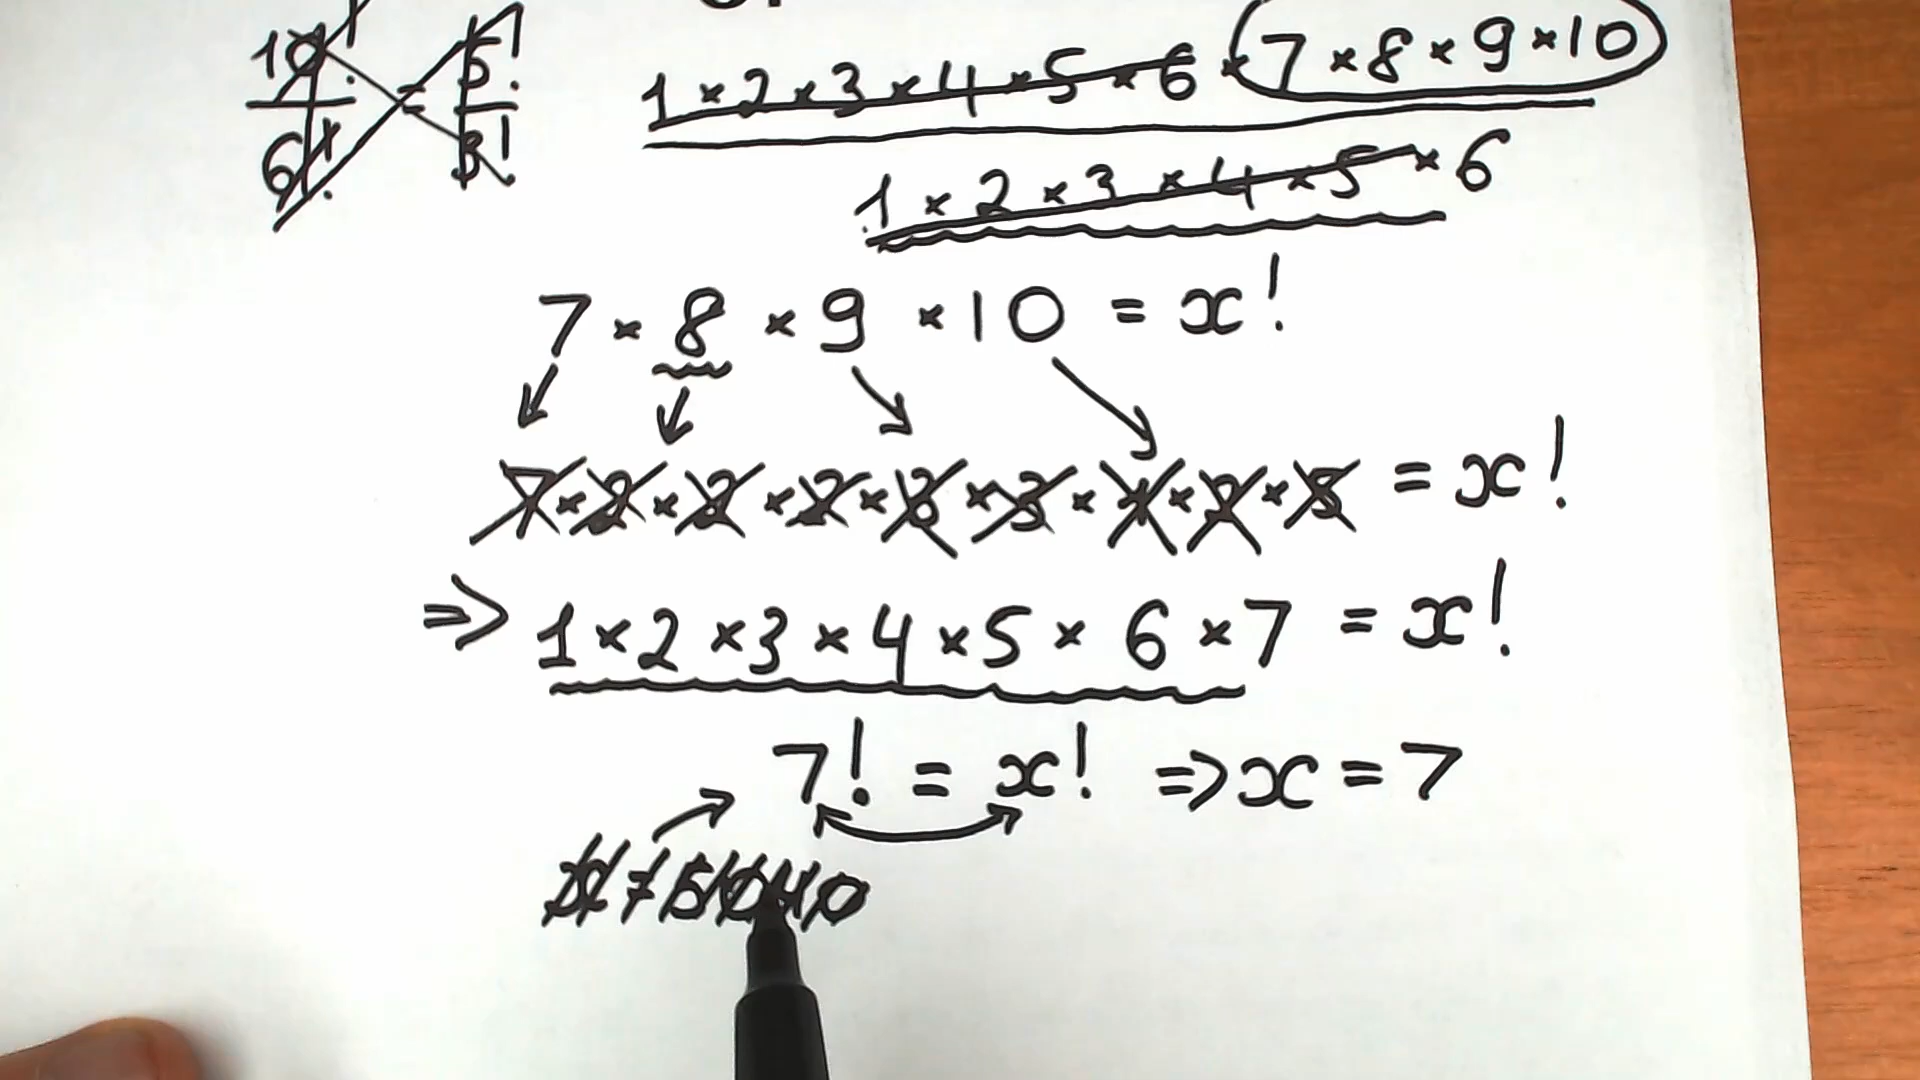 10! / 6! = 5! / 3!
1 × 2 × 3 × 4 × 5 × 6 × 7 × 8 × 9 × 10
1 × 2 × 3 × 4 × 5 × 6
7 × 8 × 9 × 10 = x!
7 × 2 × 2 × 2 × 3 × 3 × 1 × 2 × 5 = x!
=> 1 × 2 × 3 × 4 × 5 × 6 × 7 = x!
7! = x! => x = 7